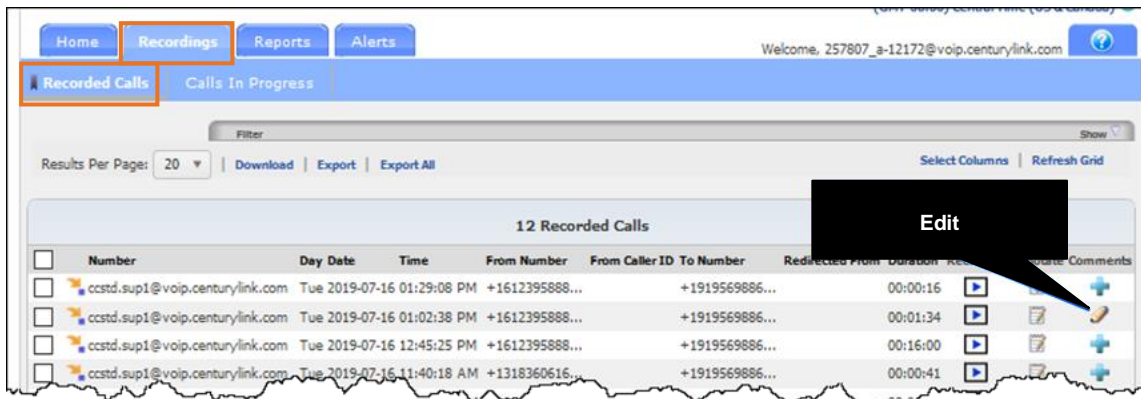 (GMT-06:00) Central Time (US & Canada)
Home Recordings Reports Alerts
Welcome, 257807_a-12172@voip.centurylink.com
Recorded Calls Calls In Progress
Filter Show
Results Per Page: 20 | Download | Export | Export All Select Columns | Refresh Grid
Edit
12 Recorded Calls
Number Day Date Time From Number From Caller ID To Number Redirected From Duration Comments
ccstd.sup1@voip.centurylink.com Tue 2019-07-16 01:29:08 PM +1612395888... +1919569886... 00:00:16
ccstd.sup1@voip.centurylink.com Tue 2019-07-16 01:02:38 PM +1612395888... +1919569886... 00:01:34
ccstd.sup1@voip.centurylink.com Tue 2019-07-16 12:45:25 PM +1612395888... +1919569886... 00:16:00
ccstd.sup1@voip.centurylink.com Tue 2019-07-16 11:40:18 AM +1318360616... +1919569886... 00:00:41